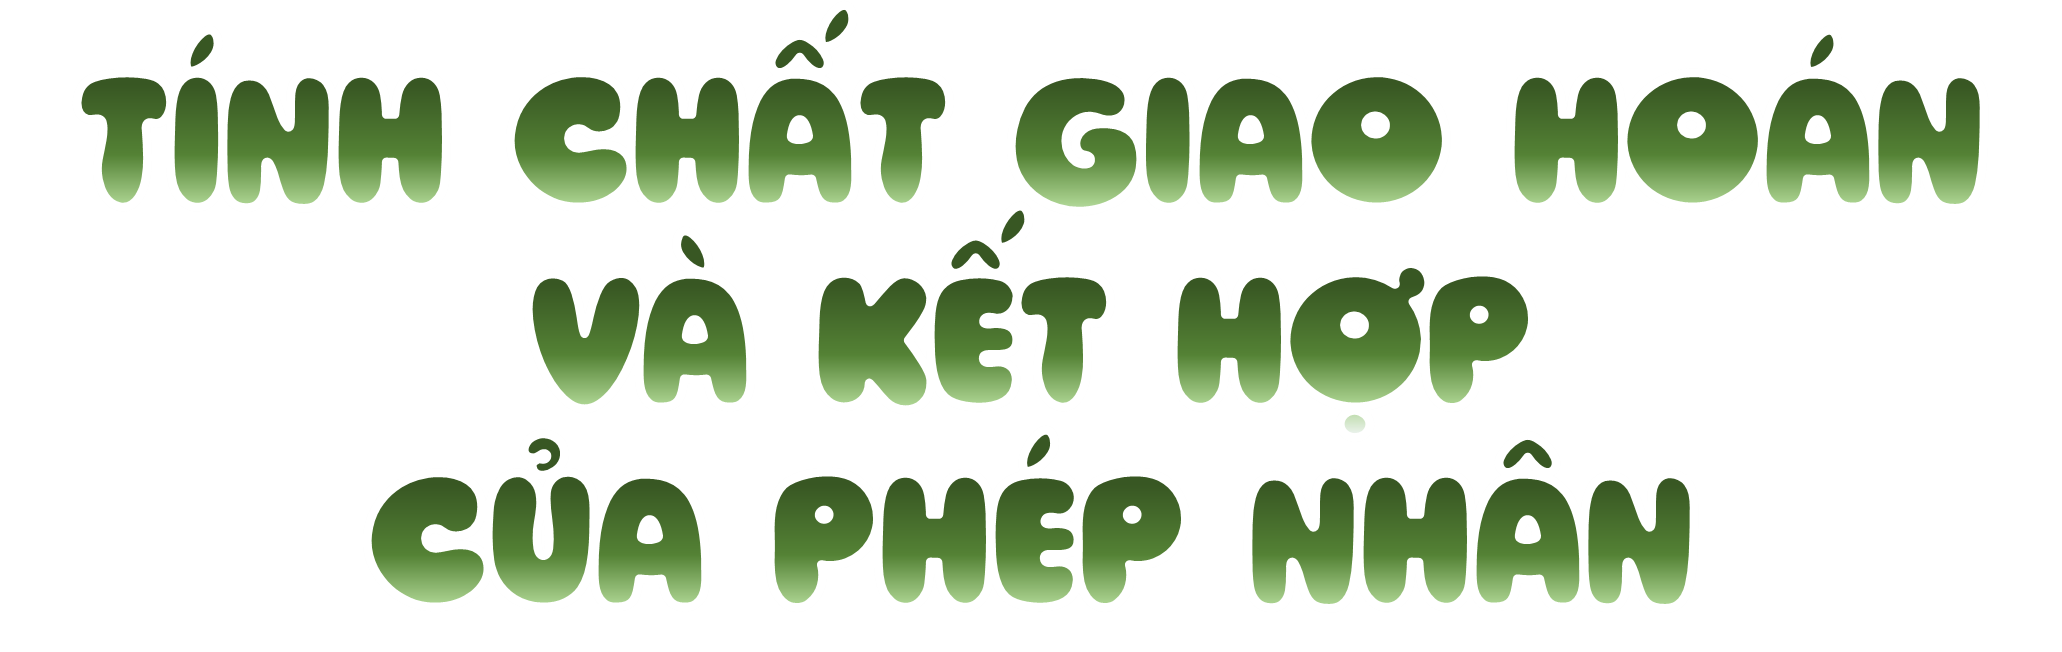 TÍNH CHẤT GIAO HOÁN
VÀ KẾT HỢP
CỦA PHÉP NHÂN